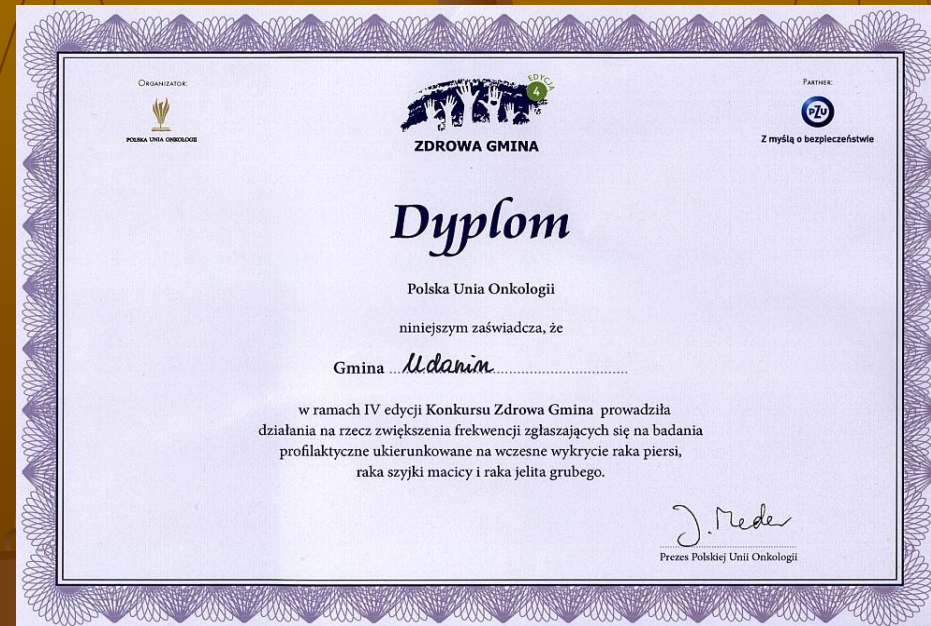 ORGANIZATOR:
POLSKA UNIA ONKOLOGII
EDYCJA
4
ZDROWA GMINA
PARTNER:
PZU
Z myślą o bezpieczeństwie
Dyplom
Polska Unia Onkologii
niniejszym zaświadcza, że
Gmina Udanin
w ramach IV edycji Konkursu Zdrowa Gmina prowadziła
działania na rzecz zwiększenia frekwencji zgłaszających się na badania
profilaktyczne ukierunkowane na wczesne wykrycie raka piersi,
raka szyjki macicy i raka jelita grubego.
J. Meder
Prezes Polskiej Unii Onkologii